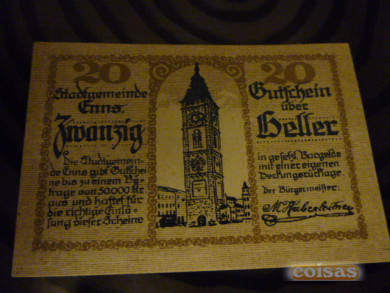 20
Stadtgemeinde
Enns.
Zwanzig
Die Stadtgemein-
de Enns gibt Gutschei-
ne bis zu einem Be-
trage von 50.000 Kr
aus und haftet für
die richtige Einlö-
sung dieser Scheine
20
Gutschein
über
Heller
in gesetzl. Bargelde
mit einer eigenen
Deckungsrücklage
der Bürgermeister:
coisas